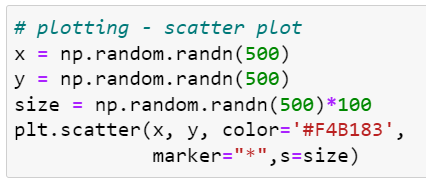 # plotting - scatter plot
x = np.random.randn(500)
y = np.random.randn(500)
size = np.random.randn(500)*100
plt.scatter(x, y, color='#F4B183',
            marker="*",s=size)